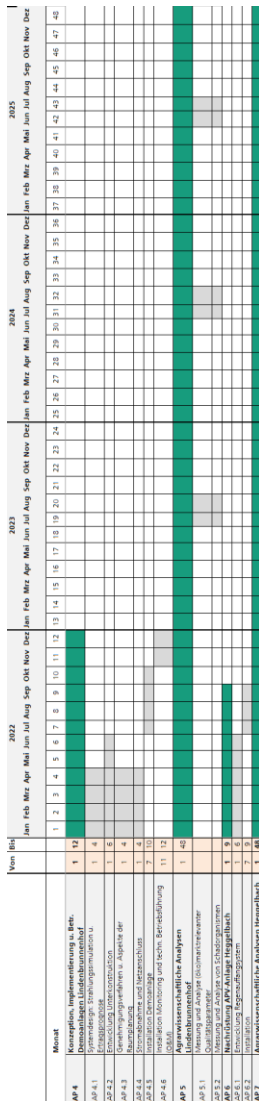 2022 2023 2024 2025
Von Bis Jan Feb Mrz Apr Mai Jun Jul Aug Sep Okt Nov Dez Jan Feb Mrz Apr Mai Jun Jul Aug Sep Okt Nov Dez Jan Feb Mrz Apr Mai Jun Jul Aug Sep Okt Nov Dez Jan Feb Mrz Apr Mai Jun Jul Aug Sep Okt Nov Dez
Monat 1 2 3 4 5 6 7 8 9 10 11 12 13 14 15 16 17 18 19 20 21 22 23 24 25 26 27 28 29 30 31 32 33 34 35 36 37 38 39 40 41 42 43 44 45 46 47 48
AP 4 Konzeption, Implementierung u. Betr. 1 12
Demoanlagen Lindenbrunnenhof
AP 4.1 Systemdesign: Strahlungssimulation u. 1 4
Ertragsprognose
AP 4.2 Entwicklung Unterkonstruktion 1 6
AP 4.3 Genehmigungsverfahren u. Aspekte der 1 4
Raumplanung
AP 4.4 Stromabnahme und Netzanschluss 1 4
AP 4.5 Installation Demoanlage 7 10
AP 4.6 Installation Monitoring und techn. Betriebsführung 11 12
(O&M)
AP 5 Agrarwissenschaftliche Analysen 1 48
Lindenbrunnenhof
AP 5.1 Messung und Analyse ökomarktrelevanter
Qualitätsparameter
AP 5.2 Messung und Analyse von Schadorganismen
AP 6 Nachrüstung APV-Anlage Heggelbach 1 9
AP 6.1 Entwicklung Regenauffangsystem 1 6
AP 6.2 Installation 7 9
AP 7 Agrarwissenschaftliche Analysen Heggelbach 1 48